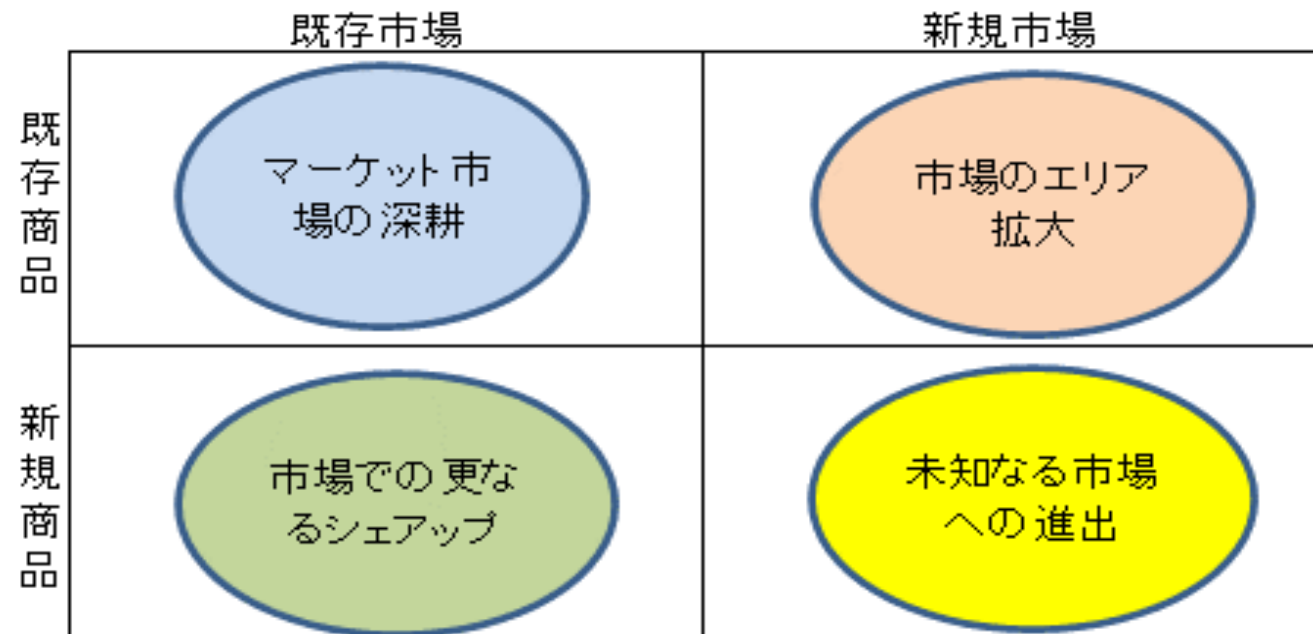 既存市場
新規市場
既存商品
マーケット市
場の深耕
市場のエリア
拡大
新規商品
市場での更な
るシェアップ
未知なる市場
への進出